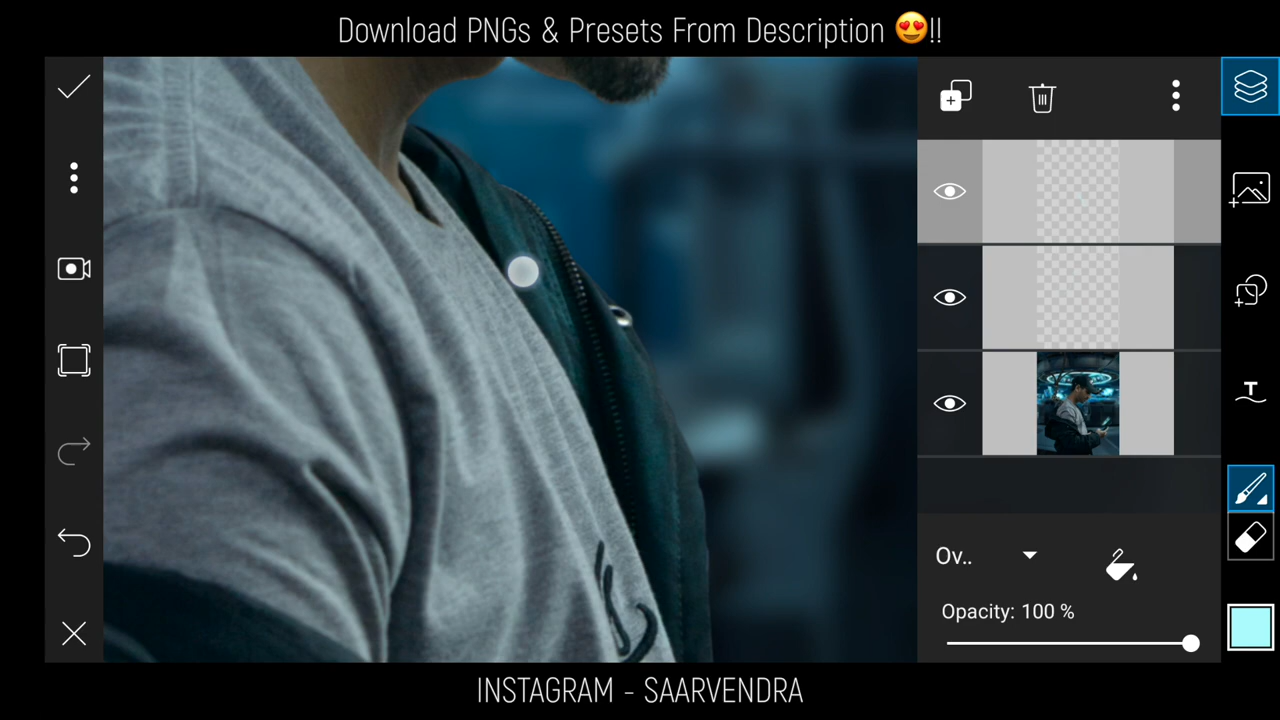 Download PNGs & Presets From Description 😍!!
Ov..
Opacity: 100 %
T
INSTAGRAM - SAARVENDRA